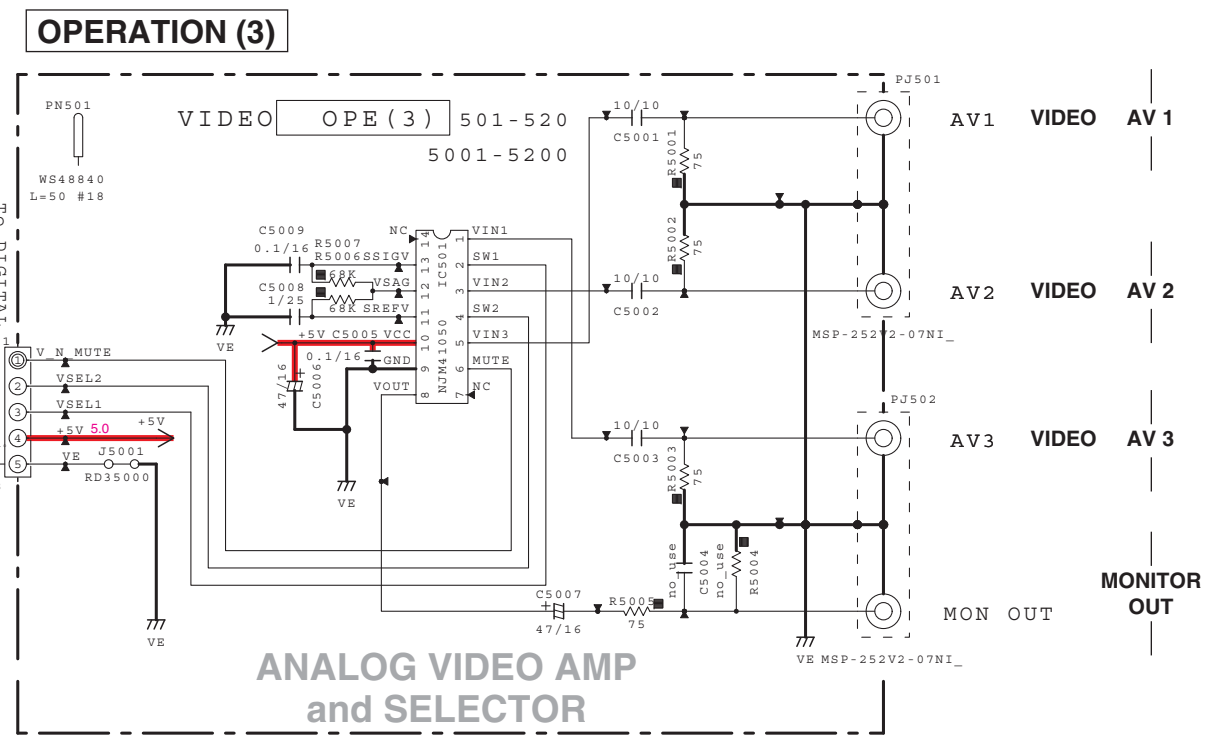 OPERATION (3)
PN501
WS48840
L=50 #18
VIDEO OPE(3) 501-520
5001-5200
10/10
C5001
R5001
75
PJ501
AV1 VIDEO AV 1
R5002
75
10/10
C5002
AV2 VIDEO AV 2
MSP-252V2-07NI_
C5009
0.1/16
R5007
R5006
68K
C5008
1/25
68K
SSIGV
VSAG
SREFV
NC
VCC
GND
VOUT
14
13
12
11
10
9
8
IC501
NJM41050
1
2
3
4
5
6
7
VIN1
SW1
VIN2
SW2
VIN3
MUTE
NC
VE
+5V C5005
0.1/16
47/16
+
C5006
VE
1
1 V_N_MUTE
2 VSEL2
3 VSEL1
4 +5V 5.0 +5V
5 VE J5001
RD35000
VE
10/10
C5003
R5003
75
PJ502
AV3 VIDEO AV 3
no_use
C5004
no_use
R5004
C5007
+
47/16
R5005
75
MON OUT
MONITOR
OUT
VE MSP-252V2-07NI_
ANALOG VIDEO AMP
and SELECTOR